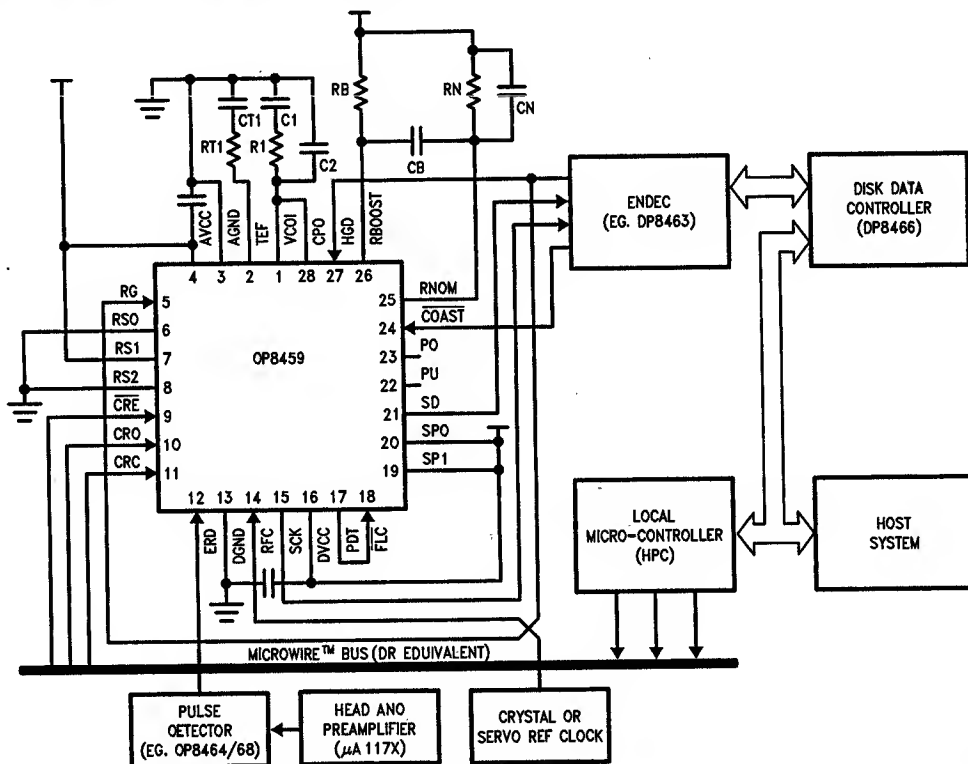 RB
RN
CN
CT1
C1
RT1
R1
C2
CB
AVCC
AGND
TEF
VCOI
CPO
HGD
RBOOST
4
3
2
1
28
27
26
ENDEC
(EG. DP8463)
DISK DATA
CONTROLLER
(DP8466)
RG
5
RS0
6
RS1
7
RS2
8
CRE
9
CRO
10
CRC
11
OP8459
25
RNOM
24
COAST
23
PO
22
PU
21
SD
20
SP0
19
SP1
12
13
14
15
16
17
18
ERD
DGND
RFC
SCK
DVCC
PDT
FLC
LOCAL
MICRO-CONTROLLER
(HPC)
HOST
SYSTEM
MICROWIRE™ BUS (DR EQUIVALENT)
PULSE
OETECTOR
(EG. OP8464/68)
HEAD ANO
PREAMPLIFIER
(μA 117X)
CRYSTAL OR
SERVO REF CLOCK